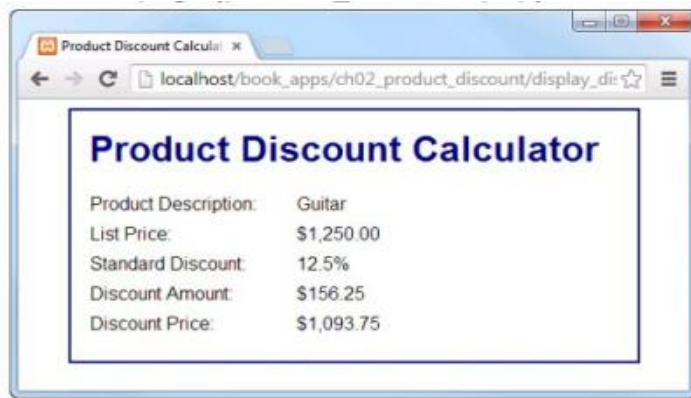 Product Discount Calculat
localhost/book_apps/ch02_product_discount/display_di
Product Discount Calculator
Product Description: Guitar
List Price: $1,250.00
Standard Discount: 12.5%
Discount Amount: $156.25
Discount Price: $1,093.75